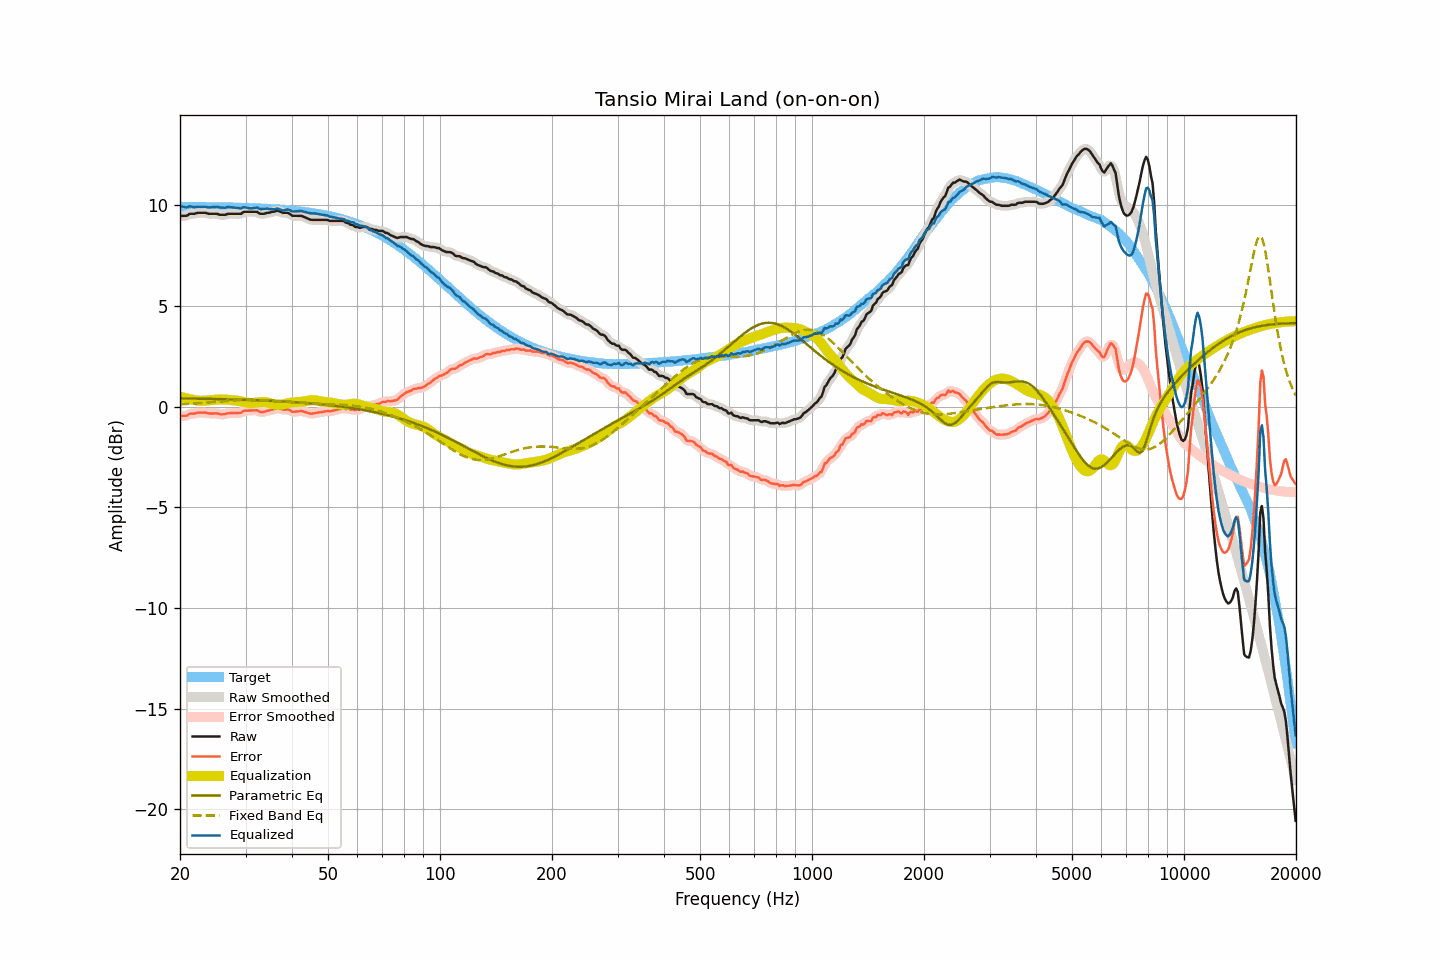 Tansio Mirai Land (on-on-on)
10
5
0
−5
−10
−15
−20
Amplitude (dBr)
Target
Raw Smoothed
Error Smoothed
Raw
Error
Equalization
Parametric Eq
Fixed Band Eq
Equalized
20 50 100 200 500 1000 2000 5000 10000 20000
Frequency (Hz)